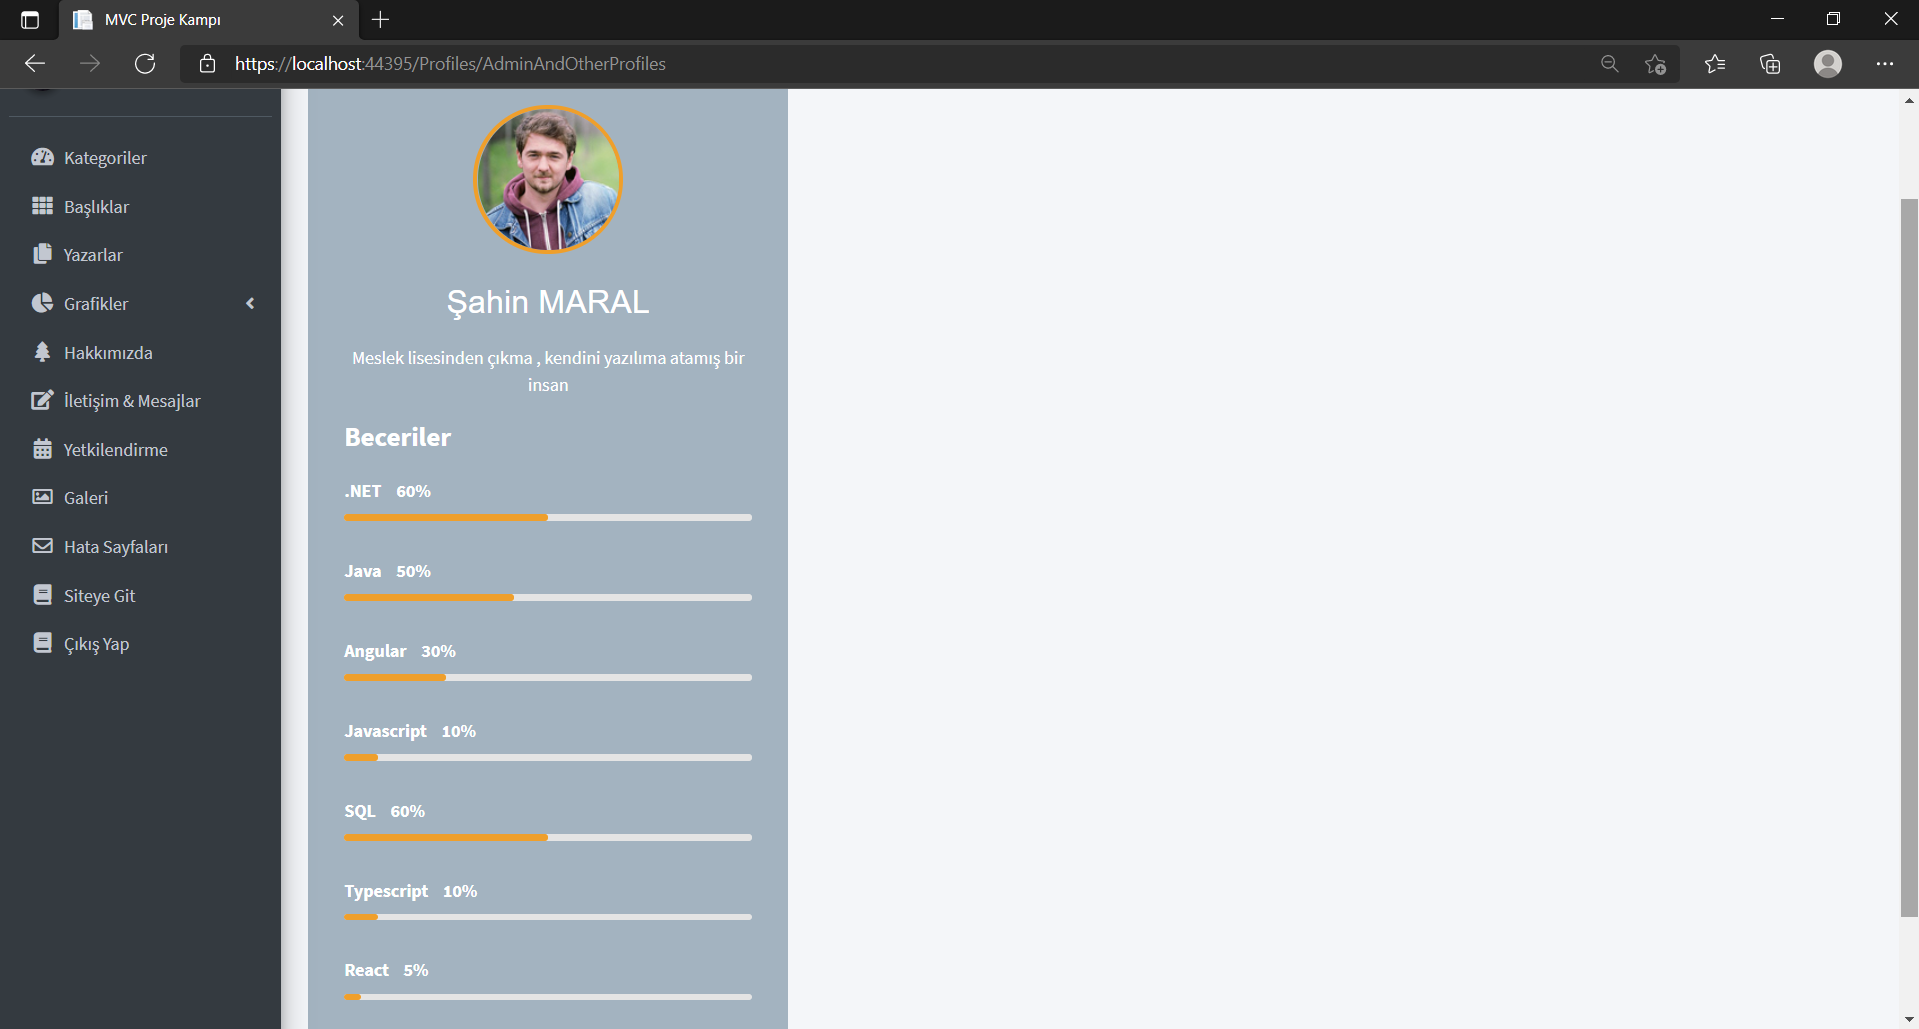 MVC Proje Kampı
https://localhost:44395/Profiles/AdminAndOtherProfiles
Kategoriler
Başlıklar
Yazarlar
Grafikler
Hakkımızda
İletişim & Mesajlar
Yetkilendirme
Galeri
Hata Sayfaları
Siteye Git
Çıkış Yap
Şahin MARAL
Meslek lisesinden çıkma , kendini yazılıma atamış bir
insan
Beceriler
.NET 60%
Java 50%
Angular 30%
Javascript 10%
SQL 60%
Typescript 10%
React 5%